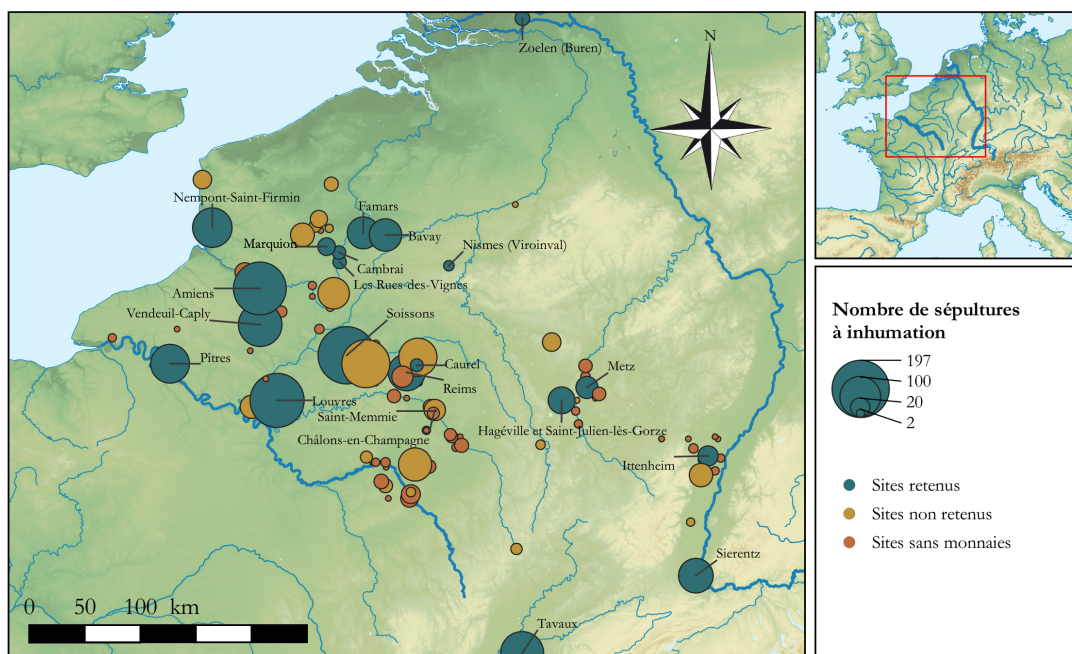 Zoelen (Buren)
N
Nempont-Saint-Firmin
Famars
Bavay
Marquion
Nismes (Viroinval)
Cambrai
Les Rues-des-Vignes
Amiens
Vendeuil-Caply
Soissons
Pîtres
Caurel
Metz
Reims
Louvres
Saint-Memmie
Hagéville et Saint-Julien-lès-Gorze
Châlons-en-Champagne
Ittenheim
Sierentz
Tavaux
0 50 100 km
Nombre de sépultures
à inhumation
197
100
20
2
Sites retenus
Sites non retenus
Sites sans monnaies